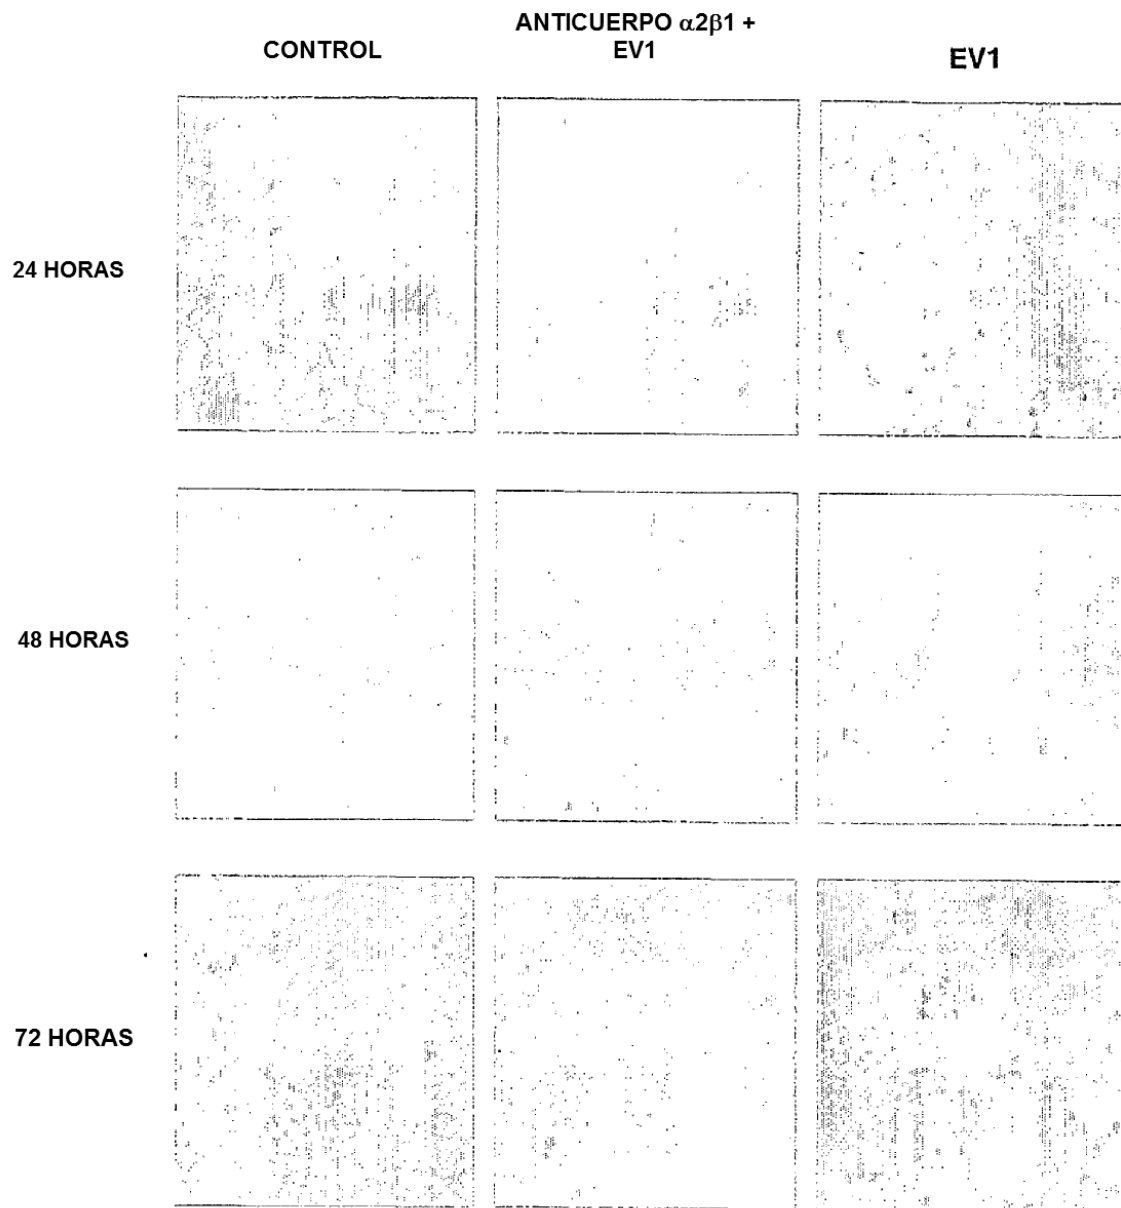 CONTROL
ANTICUERPO α2β1 +
EV1
EV1
24 HORAS
48 HORAS
72 HORAS